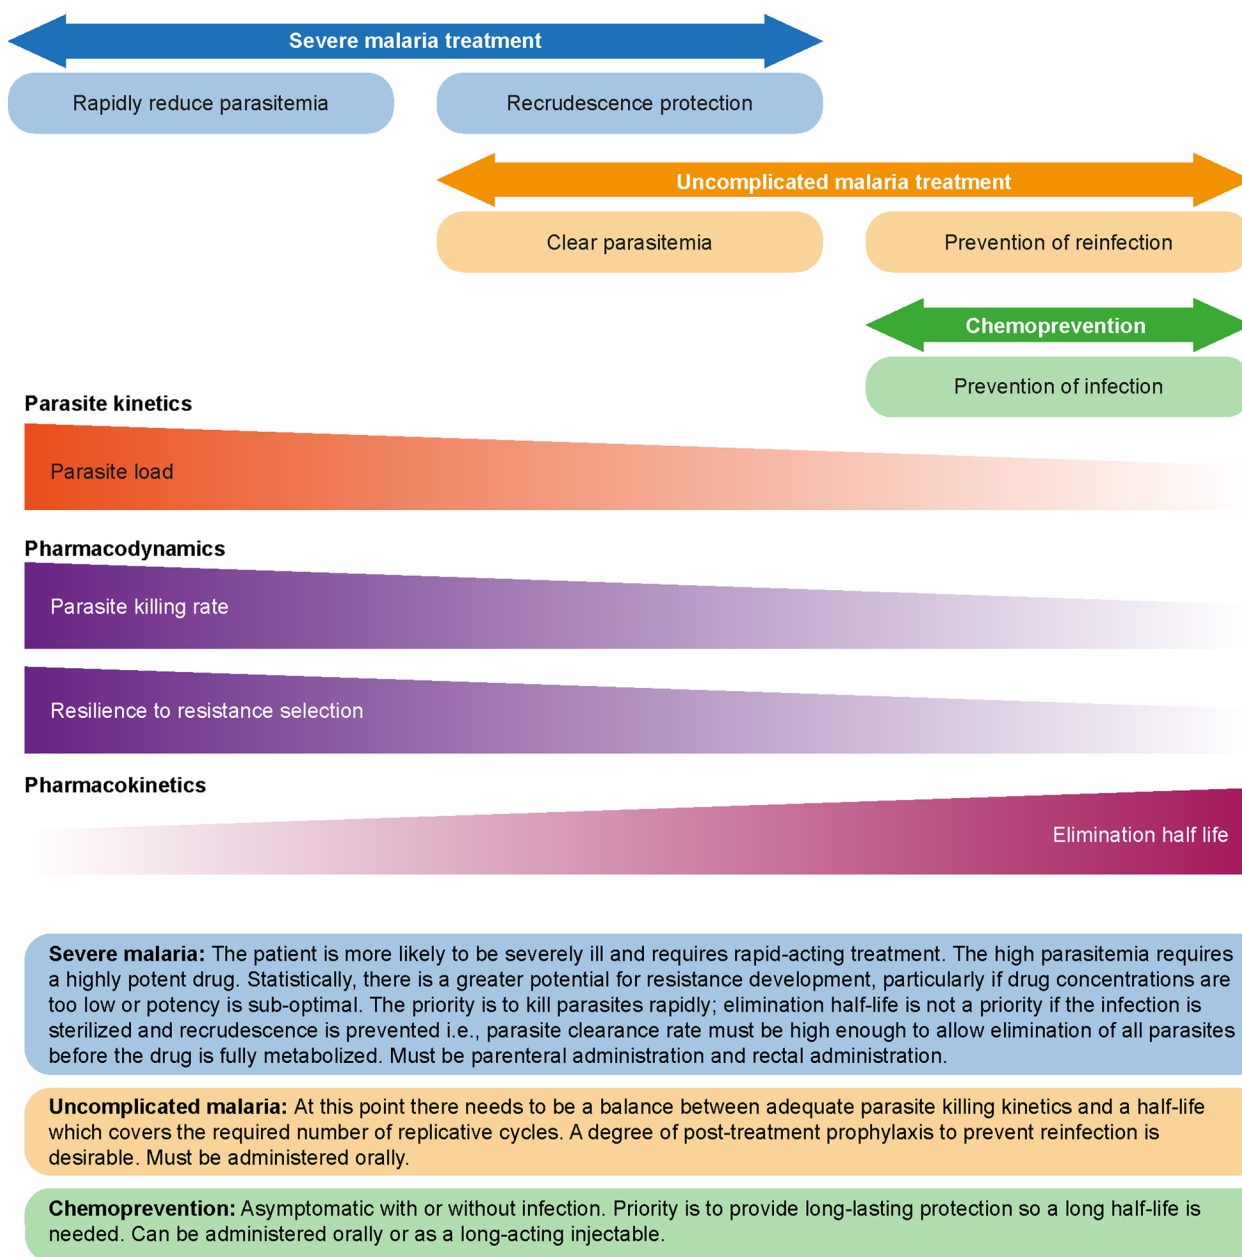 Severe malaria treatment
Rapidly reduce parasitemia
Recrudescence protection
Uncomplicated malaria treatment
Clear parasitemia
Prevention of reinfection
Chemoprevention
Prevention of infection
Parasite kinetics
Parasite load
Pharmacodynamics
Parasite killing rate
Resilience to resistance selection
Pharmacokinetics
Elimination half life
Severe malaria: The patient is more likely to be severely ill and requires rapid-acting treatment. The high parasitemia requires
a highly potent drug. Statistically, there is a greater potential for resistance development, particularly if drug concentrations are
too low or potency is sub-optimal. The priority is to kill parasites rapidly; elimination half-life is not a priority if the infection is
sterilized and recrudescence is prevented i.e., parasite clearance rate must be high enough to allow elimination of all parasites
before the drug is fully metabolized. Must be parenteral administration and rectal administration.
Uncomplicated malaria: At this point there needs to be a balance between adequate parasite killing kinetics and a half-life
which covers the required number of replicative cycles. A degree of post-treatment prophylaxis to prevent reinfection is
desirable. Must be administered orally.
Chemoprevention: Asymptomatic with or without infection. Priority is to provide long-lasting protection so a long half-life is
needed. Can be administered orally or as a long-acting injectable.